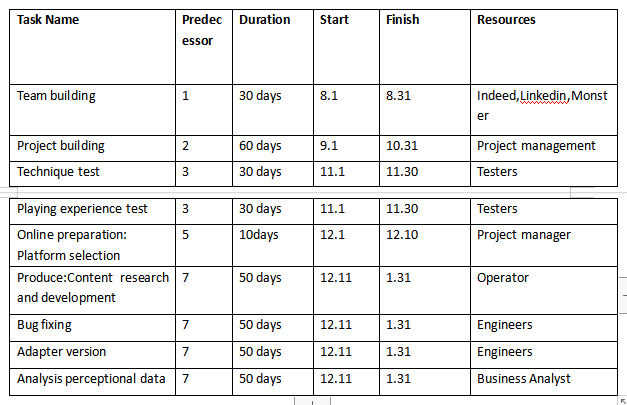 Task Name Predec Duration Start Finish Resources
essor
Team building 1 30 days 8.1 8.31 Indeed,Linkedin,Monst
er
Project building 2 60 days 9.1 10.31 Project management
Technique test 3 30 days 11.1 11.30 Testers
Playing experience test 3 30 days 11.1 11.30 Testers
Online preparation: 5 10days 12.1 12.10 Project manager
Platform selection
Produce:Content research 7 50 days 12.11 1.31 Operator
and development
Bug fixing 7 50 days 12.11 1.31 Engineers
Adapter version 7 50 days 12.11 1.31 Engineers
Analysis perceptional data 7 50 days 12.11 1.31 Business Analyst